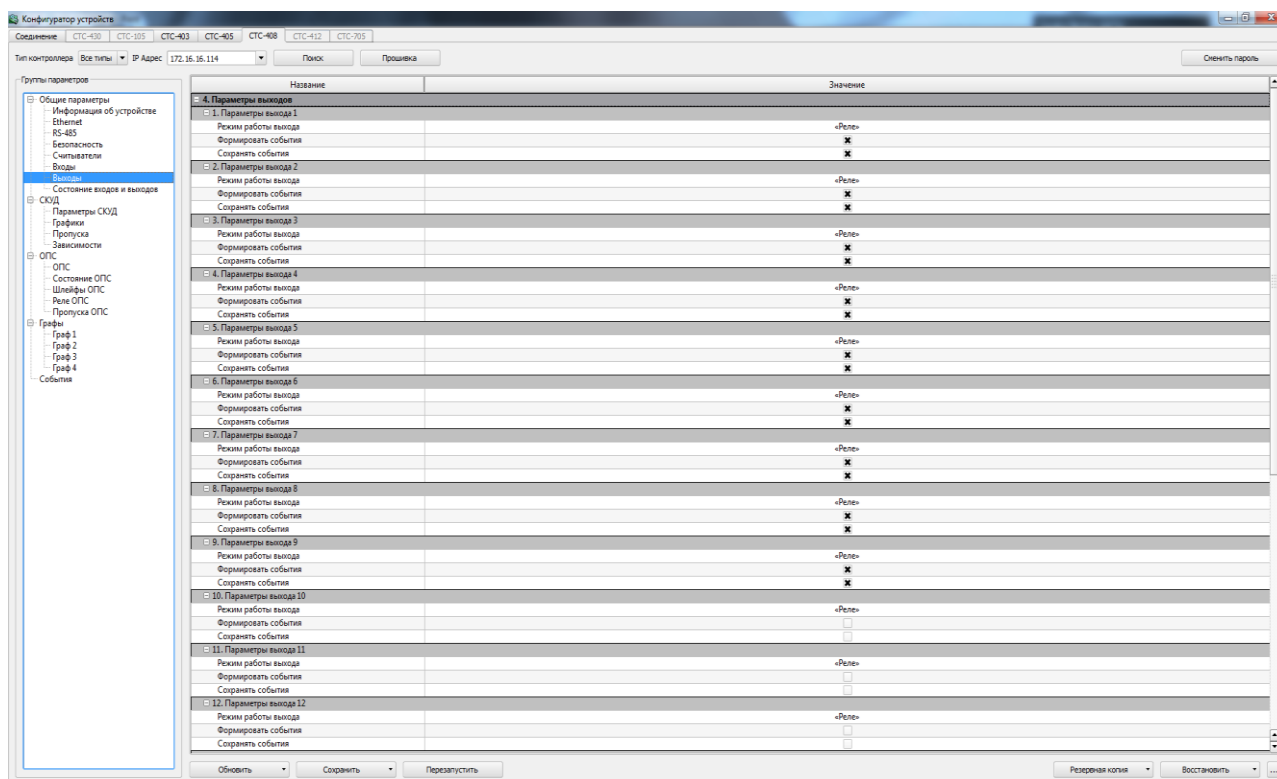 Конфигуратор устройств
Соединение СТС-430 СТС-105 СТС-403 СТС-405 СТС-408 СТС-412 СТС-705
Тип контроллера Все типы IP Адрес 172.16.16.114 Поиск Прошивка Сменить пароль
Группы параметров
Общие параметры
Информация об устройстве
Ethernet
RS-485
Безопасность
Считыватели
Входы
Выходы
Состояние входов и выходов
СКУД
Параметры СКУД
Графики
Пропуска
Зависимости
ОПС
ОПС
Состояние ОПС
Шлейфы ОПС
Реле ОПС
Пропуска ОПС
Графы
Граф 1
Граф 2
Граф 3
Граф 4
События
Название Значение
4. Параметры выходов
1. Параметры выхода 1
Режим работы выхода «Реле»
Формировать события
Сохранять события
2. Параметры выхода 2
Режим работы выхода «Реле»
Формировать события
Сохранять события
3. Параметры выхода 3
Режим работы выхода «Реле»
Формировать события
Сохранять события
4. Параметры выхода 4
Режим работы выхода «Реле»
Формировать события
Сохранять события
5. Параметры выхода 5
Режим работы выхода «Реле»
Формировать события
Сохранять события
6. Параметры выхода 6
Режим работы выхода «Реле»
Формировать события
Сохранять события
7. Параметры выхода 7
Режим работы выхода «Реле»
Формировать события
Сохранять события
8. Параметры выхода 8
Режим работы выхода «Реле»
Формировать события
Сохранять события
9. Параметры выхода 9
Режим работы выхода «Реле»
Формировать события
Сохранять события
10. Параметры выхода 10
Режим работы выхода «Реле»
Формировать события
Сохранять события
11. Параметры выхода 11
Режим работы выхода «Реле»
Формировать события
Сохранять события
12. Параметры выхода 12
Режим работы выхода «Реле»
Формировать события
Сохранять события
Обновить Сохранить Перезапустить Резервная копия Восстановить ...